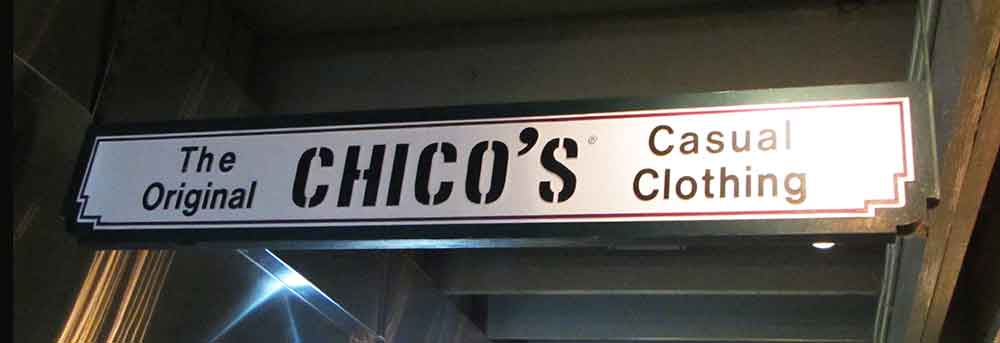 The Original
CHICO'S®
Casual Clothing